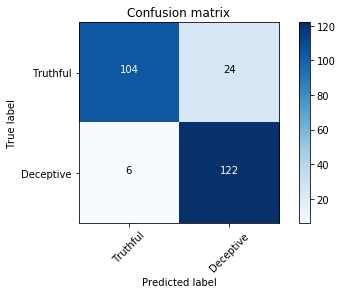 Confusion matrix
True label
Truthful
104
24
Deceptive
6
122
Truthful
Deceptive
Predicted label
120
100
80
60
40
20